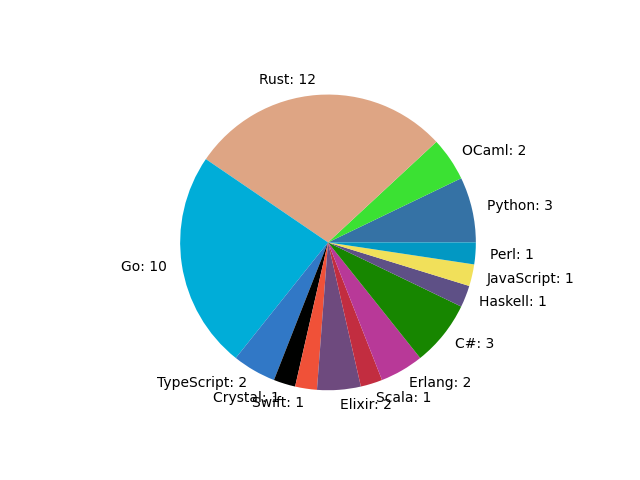 Rust: 12
OCaml: 2
Python: 3
Go: 10
Perl: 1
JavaScript: 1
Haskell: 1
C#: 3
TypeScript: 2
Erlang: 2
Crystal: 1
Scala: 1
Swift: 1
Elixir: 2